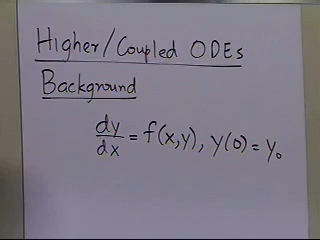 Higher/Coupled ODEs
Background
dy/dx = f(x,y), y(0) = y₀